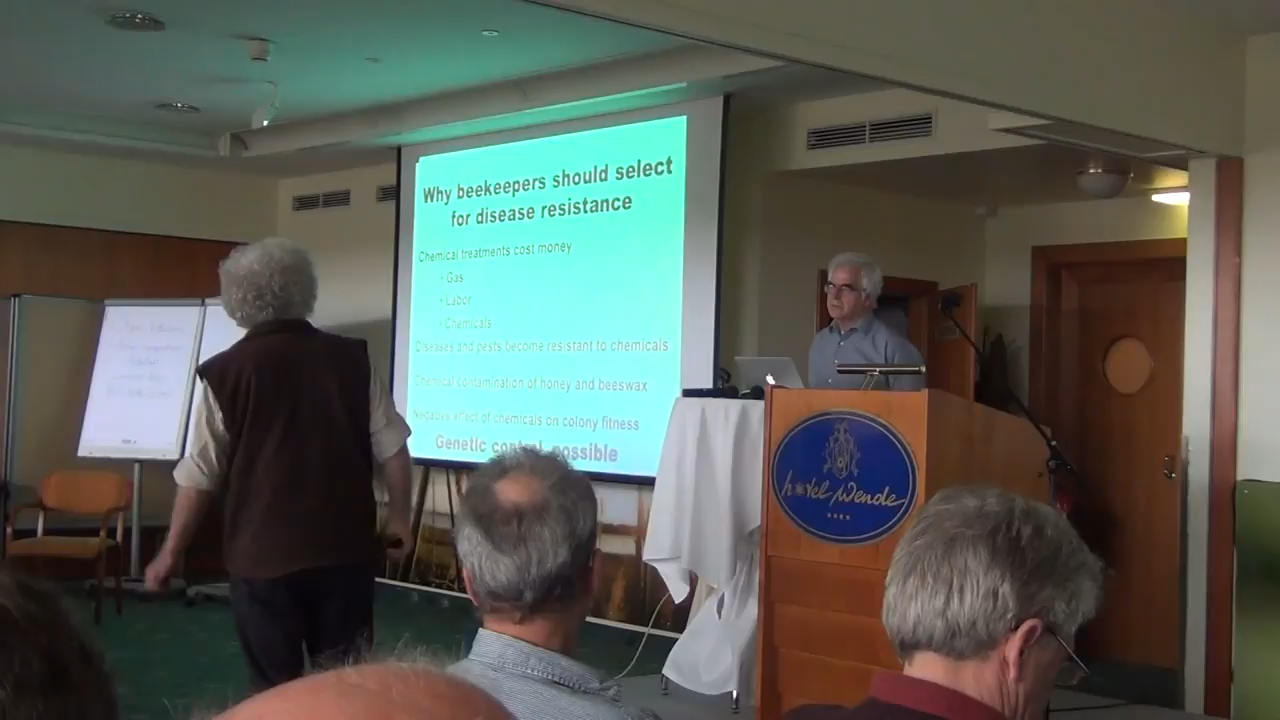 Why beekeepers should select
for disease resistance
Chemical treatments cost money
- Gas
- Labor
- Chemicals
Diseases and pests become resistant to chemicals
Chemical contamination of honey and beeswax
Negative effect of chemicals on colony fitness
Genetic control possible
hotel Wende